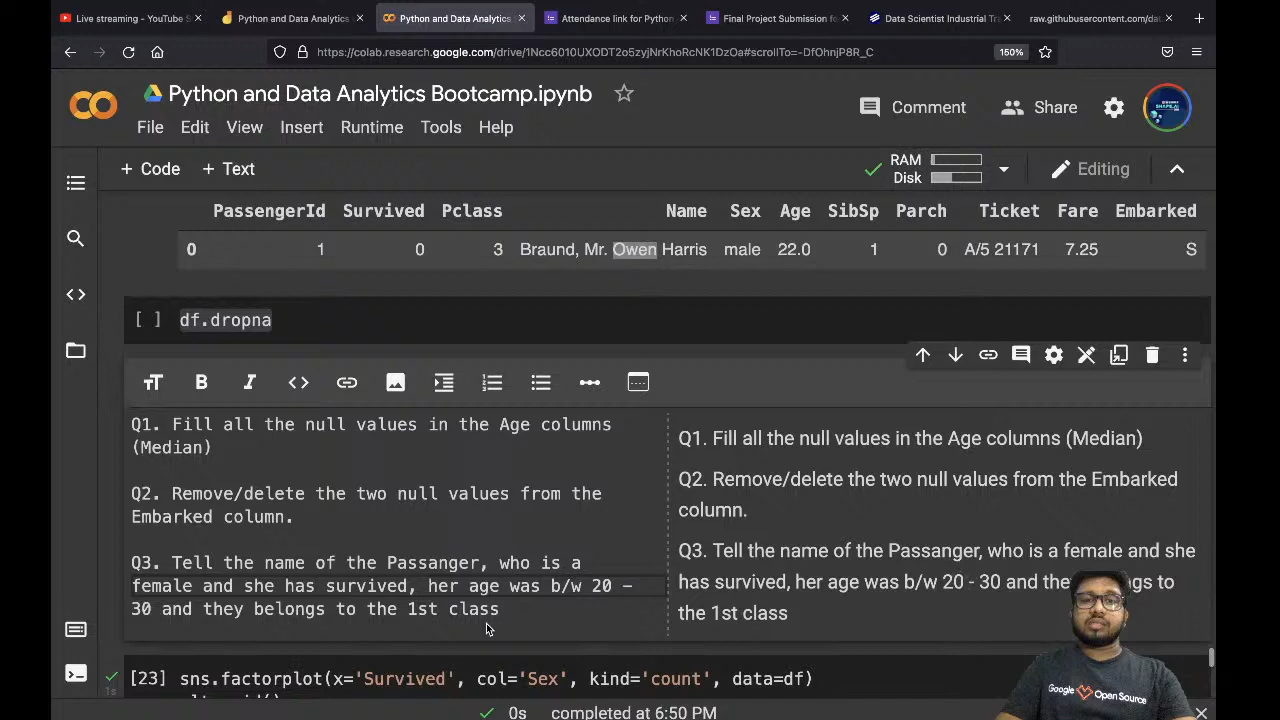 Live streaming - YouTube S
Python and Data Analytics
Python and Data Analytics
Attendance link for Python
Final Project Submission fo
Data Scientist Industrial Tra
raw.githubusercontent.com/dat
https://colab.research.google.com/drive/1Ncc6010UXODT2o5zyjNrKhoRcNK1DzOa#scrollTo=-DfOhnjP8R_C
150%
Python and Data Analytics Bootcamp.ipynb
Comment
Share
File Edit View Insert Runtime Tools Help
+ Code + Text
RAM
Disk
Editing
PassengerId Survived Pclass Name Sex Age SibSp Parch Ticket Fare Embarked
0 1 0 3 Braund, Mr. Owen Harris male 22.0 1 0 A/5 21171 7.25 S
[ ] df.dropna
Q1. Fill all the null values in the Age columns
(Median)
Q2. Remove/delete the two null values from the
Embarked column.
Q3. Tell the name of the Passanger, who is a
female and she has survived, her age was b/w 20 -
30 and they belongs to the 1st class
Q1. Fill all the null values in the Age columns (Median)
Q2. Remove/delete the two null values from the Embarked
column.
Q3. Tell the name of the Passanger, who is a female and she
has survived, her age was b/w 20 - 30 and the gs to
the 1st class
[23] sns.factorplot(x='Survived', col='Sex', kind='count', data=df)
1s
0s completed at 6:50 PM
Google Open Source